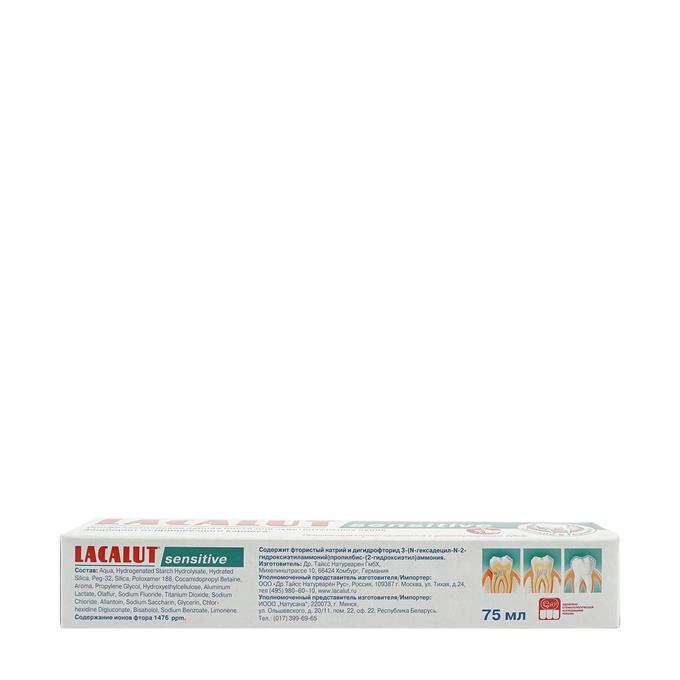 LACALUT sensitive
LACALUT sensitive
Состав: Aqua, Hydrogenated Starch Hydrolysate, Hydrated
Silica, Peg-32, Silica, Poloxamer 188, Cocamidopropyl Betaine,
Aroma, Propylene Glycol, Hydroxyethylcellulose, Aluminum
Lactate, Olaflur, Sodium Fluoride, Titanium Dioxide, Sodium
Chloride, Allantoin, Sodium Saccharin, Glycerin, Chlor-
hexidine Digluconate, Bisabolol, Sodium Benzoate, Limonene.
Содержание ионов фтора 1476 ppm.
Содержит фтористый натрий и дигидрофторид 3-(N-гексадецил-N-2-
гидроксиэтиламмоний)пропилбис-(2-гидроксиэтил)аммония.
Изготовитель: Др. Тайсс Натурварен ГмбХ,
Михелинштрассе 10, 66424 Хомбург, Германия
Уполномоченный представитель изготовителя/Импортер:
ООО «Др.Тайсс Натурварен Рус», Россия, 109387 г. Москва, ул. Тихая, д.24,
тел (495) 980-60-10, www.lacalut.ru
Уполномоченный представитель изготовителя/Импортер:
ИООО „Натусана", 220073, г. Минск,
ул. Ольшевского, д. 20/11, пом. 22, оф. 22. Республика Беларусь.
Тел.: (017) 399-69-65
75 мл